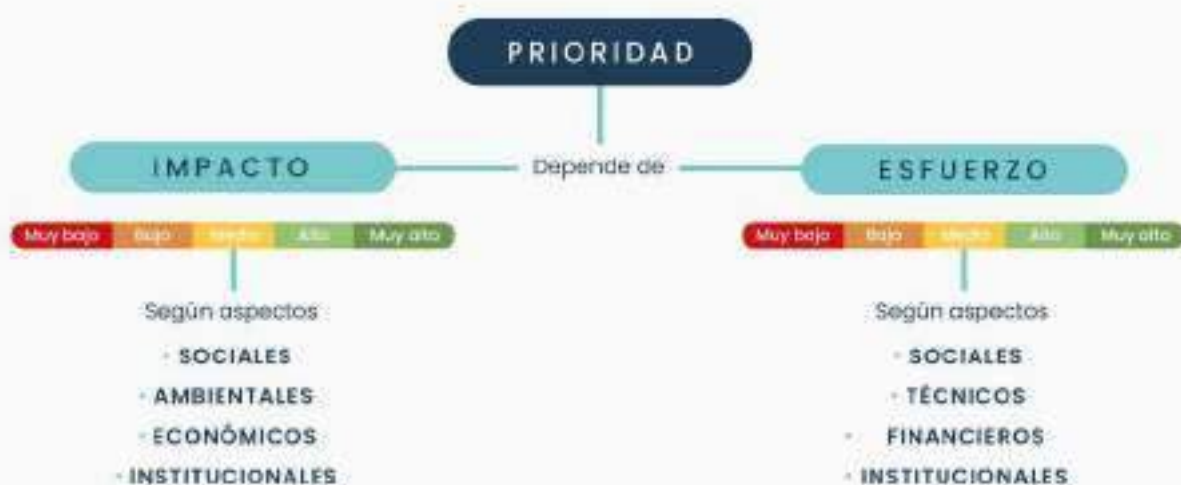 PRIORIDAD
IMPACTO
Depende de
ESFUERZO
Muy bajo Bajo Medio Alto Muy alto
Muy bajo Bajo Medio Alto Muy alto
Según aspectos
· SOCIALES
· AMBIENTALES
· ECONÓMICOS
· INSTITUCIONALES
Según aspectos
· SOCIALES
· TÉCNICOS
· FINANCIEROS
· INSTITUCIONALES